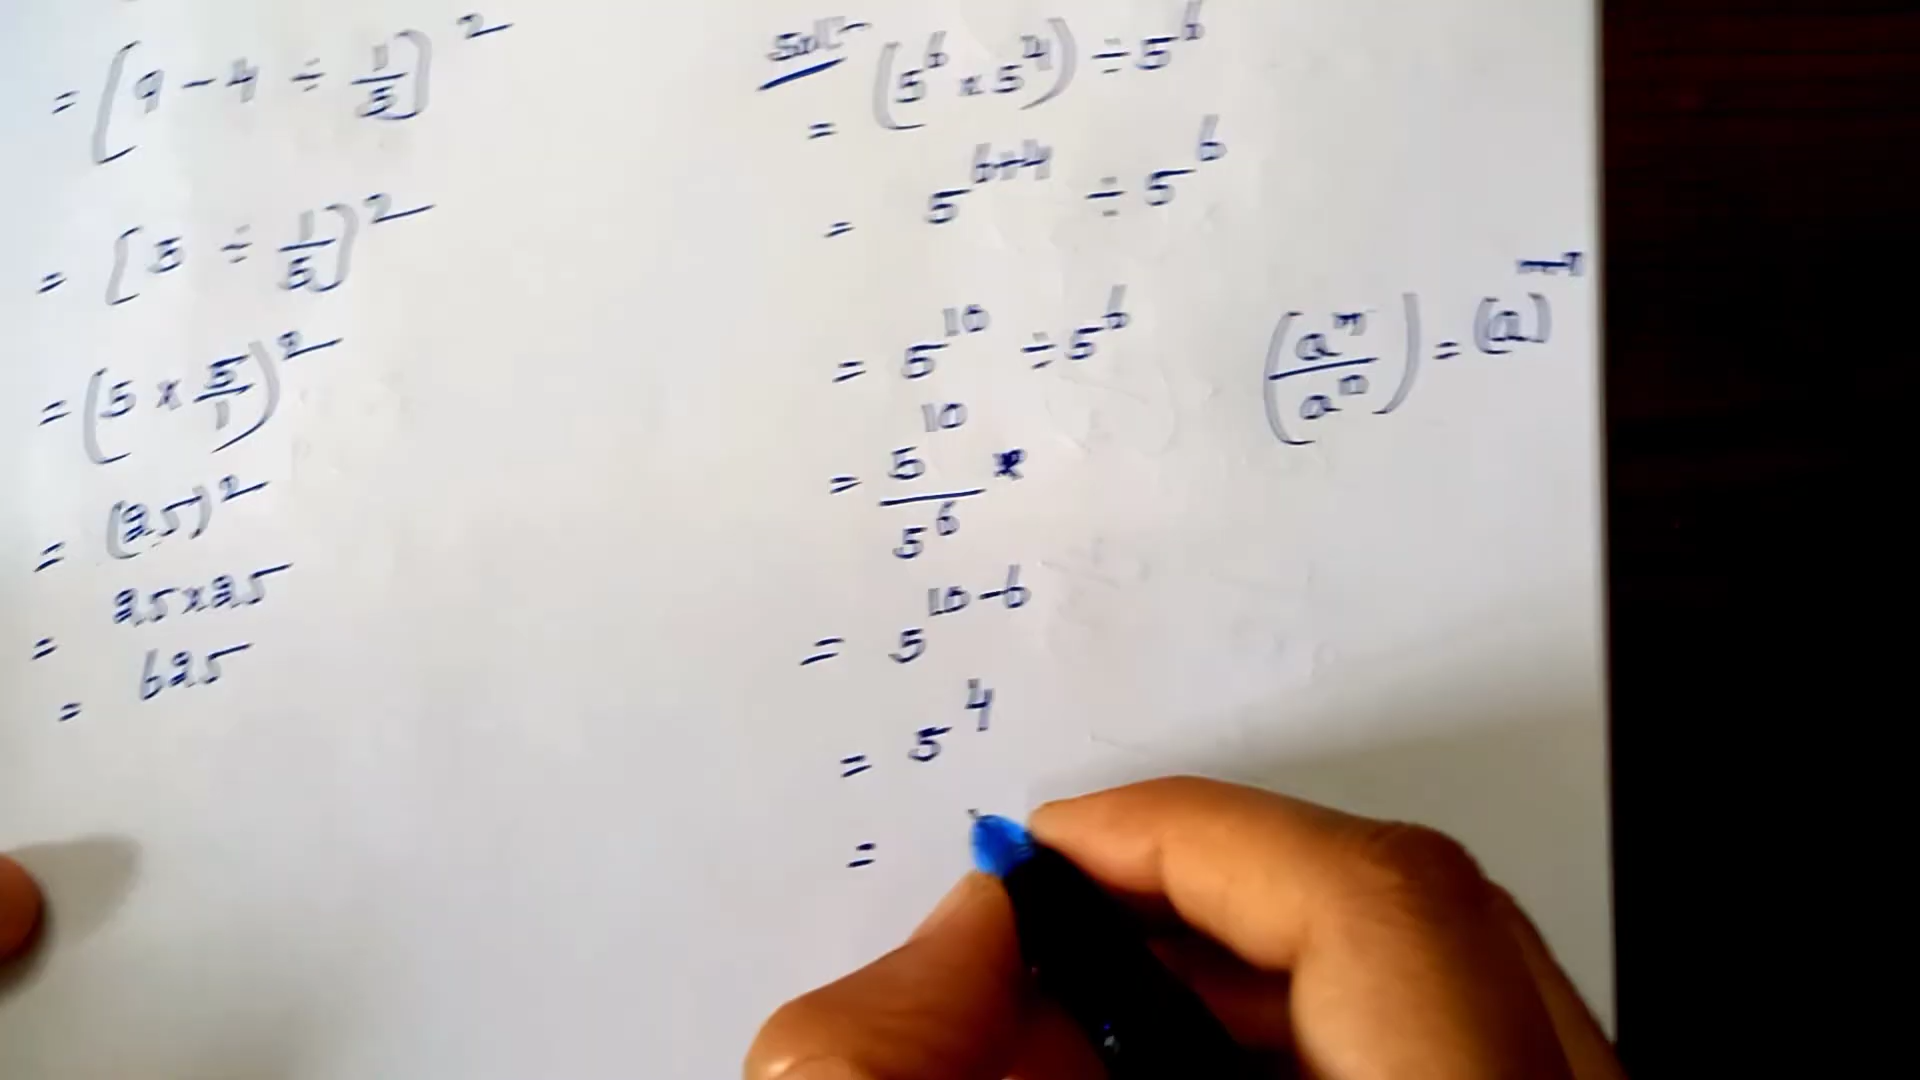 = [9 - 4 ÷ 1/5]²
= [5 ÷ 1/5]²
= (5 × 5/1)²
= (25)²
= 25×25
= 625
Sol:- (5⁶ × 5⁴) ÷ 5⁶
=
= 5⁶⁺⁴ ÷ 5⁶
= 5¹⁰ ÷ 5⁶
= 5¹⁰/5⁶ ×
= 5¹⁰⁻⁶
= 5⁴
=
(aᵐ/aⁿ) = (a)ᵐ⁻ⁿ